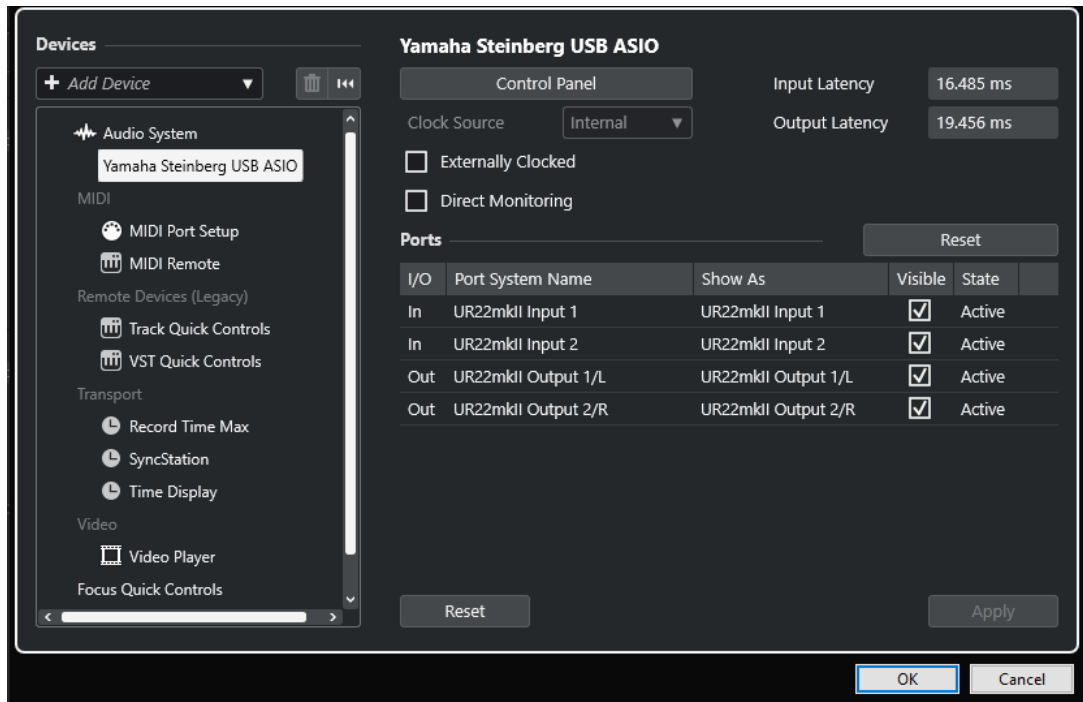 Devices
Add Device
Audio System
Yamaha Steinberg USB ASIO
MIDI
MIDI Port Setup
MIDI Remote
Remote Devices (Legacy)
Track Quick Controls
VST Quick Controls
Transport
Record Time Max
SyncStation
Time Display
Video
Video Player
Focus Quick Controls
Yamaha Steinberg USB ASIO
Control Panel
Input Latency 16.485 ms
Clock Source Internal
Output Latency 19.456 ms
Externally Clocked
Direct Monitoring
Ports
Reset
I/O Port System Name Show As Visible State
In UR22mkII Input 1 UR22mkII Input 1 Active
In UR22mkII Input 2 UR22mkII Input 2 Active
Out UR22mkII Output 1/L UR22mkII Output 1/L Active
Out UR22mkII Output 2/R UR22mkII Output 2/R Active
Reset
Apply
OK
Cancel